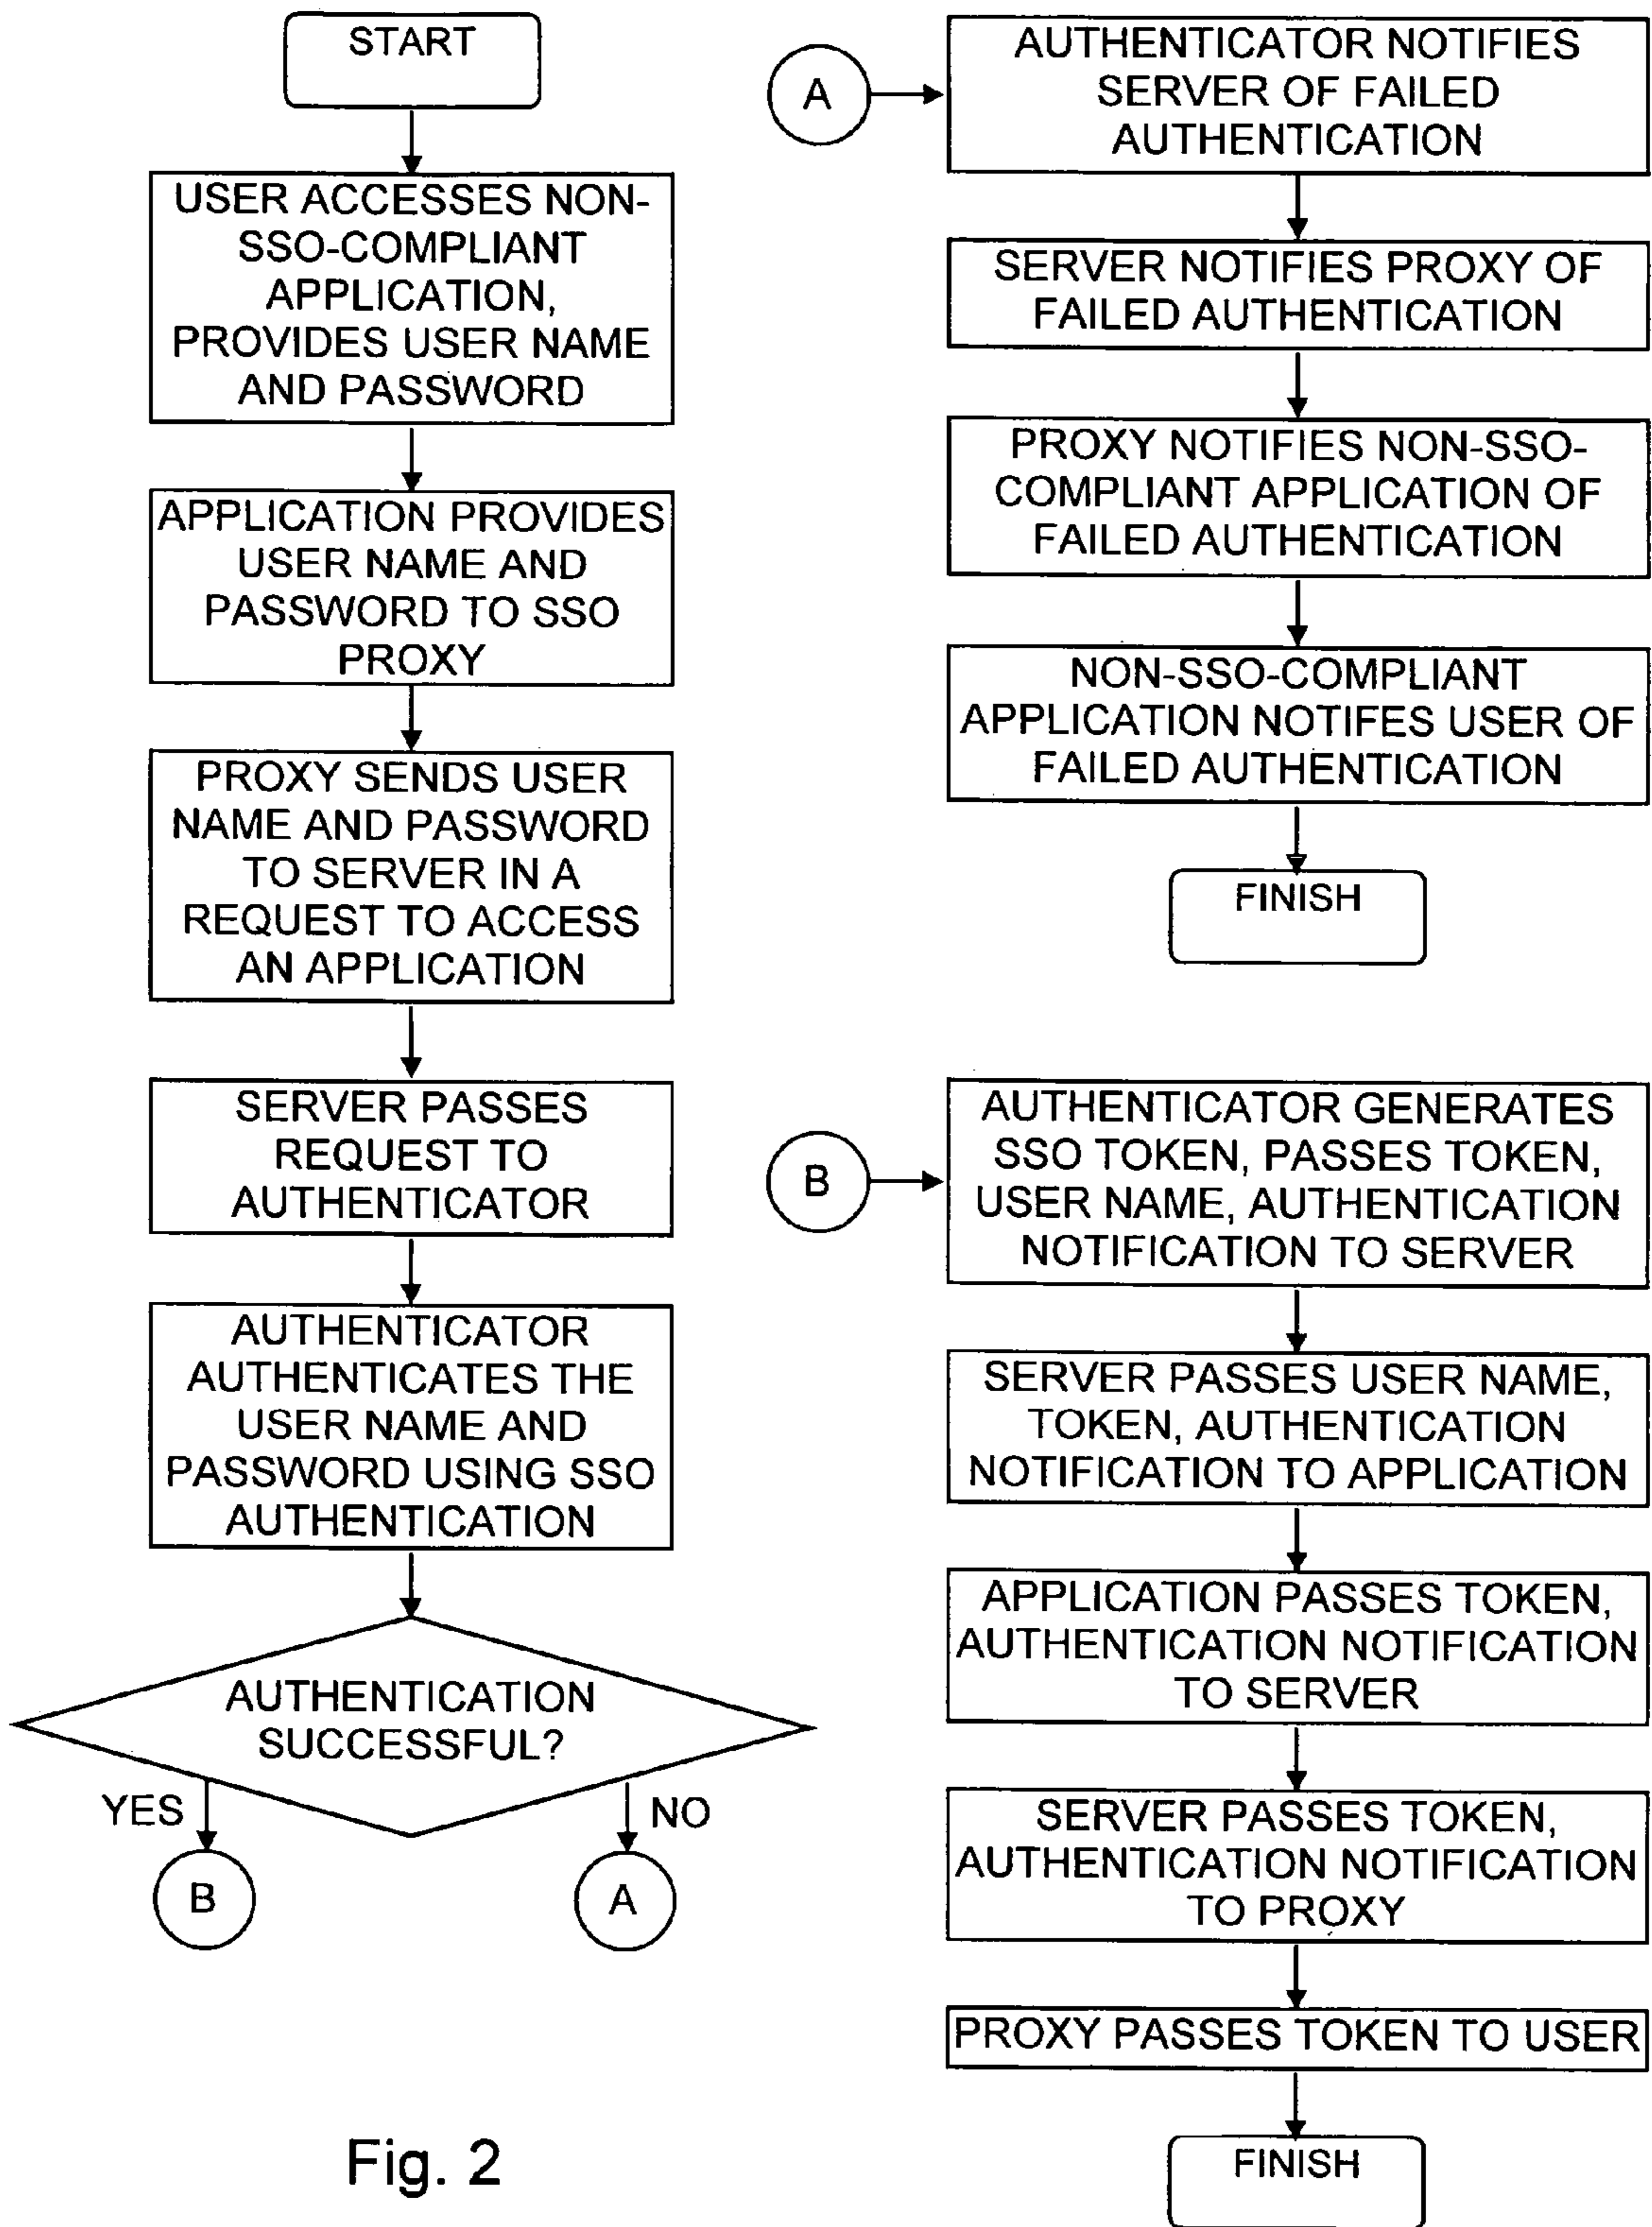 START
USER ACCESSES NON-
SSO-COMPLIANT
APPLICATION,
PROVIDES USER NAME
AND PASSWORD
APPLICATION PROVIDES
USER NAME AND
PASSWORD TO SSO
PROXY
PROXY SENDS USER
NAME AND PASSWORD
TO SERVER IN A
REQUEST TO ACCESS
AN APPLICATION
SERVER PASSES
REQUEST TO
AUTHENTICATOR
AUTHENTICATOR
AUTHENTICATES THE
USER NAME AND
PASSWORD USING SSO
AUTHENTICATION
AUTHENTICATION
SUCCESSFUL?
YES
NO
B
A
A
AUTHENTICATOR NOTIFIES
SERVER OF FAILED
AUTHENTICATION
SERVER NOTIFIES PROXY OF
FAILED AUTHENTICATION
PROXY NOTIFIES NON-SSO-
COMPLIANT APPLICATION OF
FAILED AUTHENTICATION
NON-SSO-COMPLIANT
APPLICATION NOTIFES USER OF
FAILED AUTHENTICATION
FINISH
B
AUTHENTICATOR GENERATES
SSO TOKEN, PASSES TOKEN,
USER NAME, AUTHENTICATION
NOTIFICATION TO SERVER
SERVER PASSES USER NAME,
TOKEN, AUTHENTICATION
NOTIFICATION TO APPLICATION
APPLICATION PASSES TOKEN,
AUTHENTICATION NOTIFICATION
TO SERVER
SERVER PASSES TOKEN,
AUTHENTICATION NOTIFICATION
TO PROXY
PROXY PASSES TOKEN TO USER
FINISH
Fig. 2